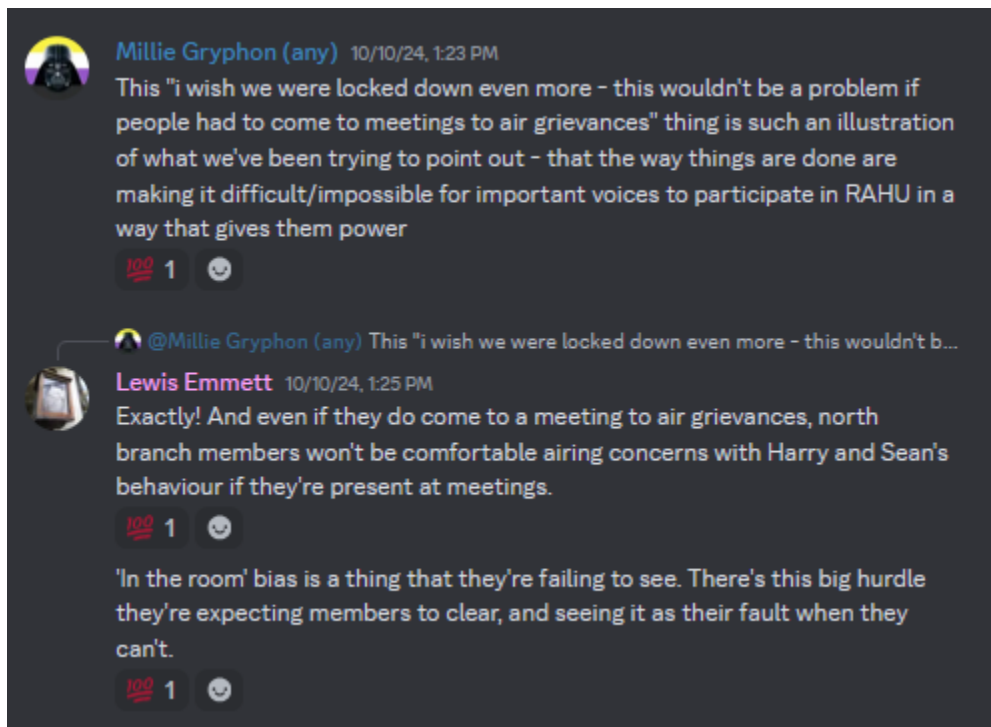 Millie Gryphon (any) 10/10/24, 1:23 PM
This "i wish we were locked down even more - this wouldn't be a problem if
people had to come to meetings to air grievances" thing is such an illustration
of what we've been trying to point out - that the way things are done are
making it difficult/impossible for important voices to participate in RAHU in a
way that gives them power
💯 1
@Millie Gryphon (any) This "i wish we were locked down even more - this wouldn't b...
Lewis Emmett 10/10/24, 1:25 PM
Exactly! And even if they do come to a meeting to air grievances, north
branch members won't be comfortable airing concerns with Harry and Sean's
behaviour if they're present at meetings.
💯 1
'In the room' bias is a thing that they're failing to see. There's this big hurdle
they're expecting members to clear, and seeing it as their fault when they
can't.
💯 1